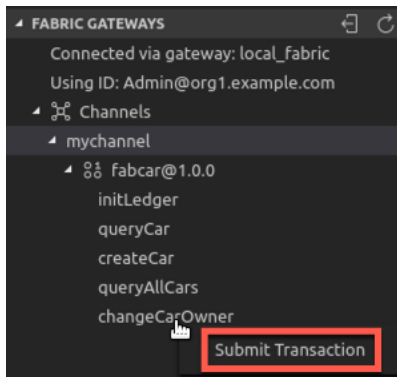 FABRIC GATEWAYS
Connected via gateway: local_fabric
Using ID: Admin@org1.example.com
Channels
mychannel
fabcar@1.0.0
initLedger
queryCar
createCar
queryAllCars
changeCarOwner
Submit Transaction